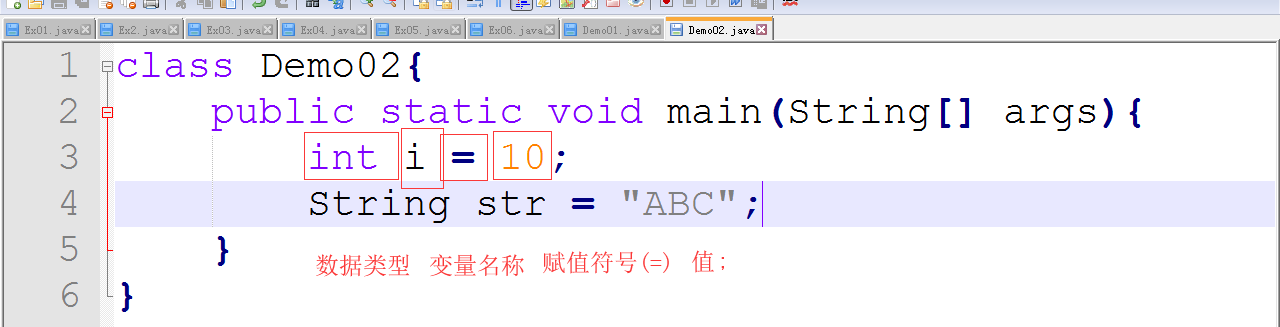 Ex01.java Ex2.java Ex03.java Ex04.java Ex05.java Ex06.java Demo01.java Demo02.java
1 class Demo02{
2 public static void main(String[] args){
3 int i = 10;
4 String str = "ABC";
5 }
数据类型 变量名称 赋值符号(=) 值;
6 }